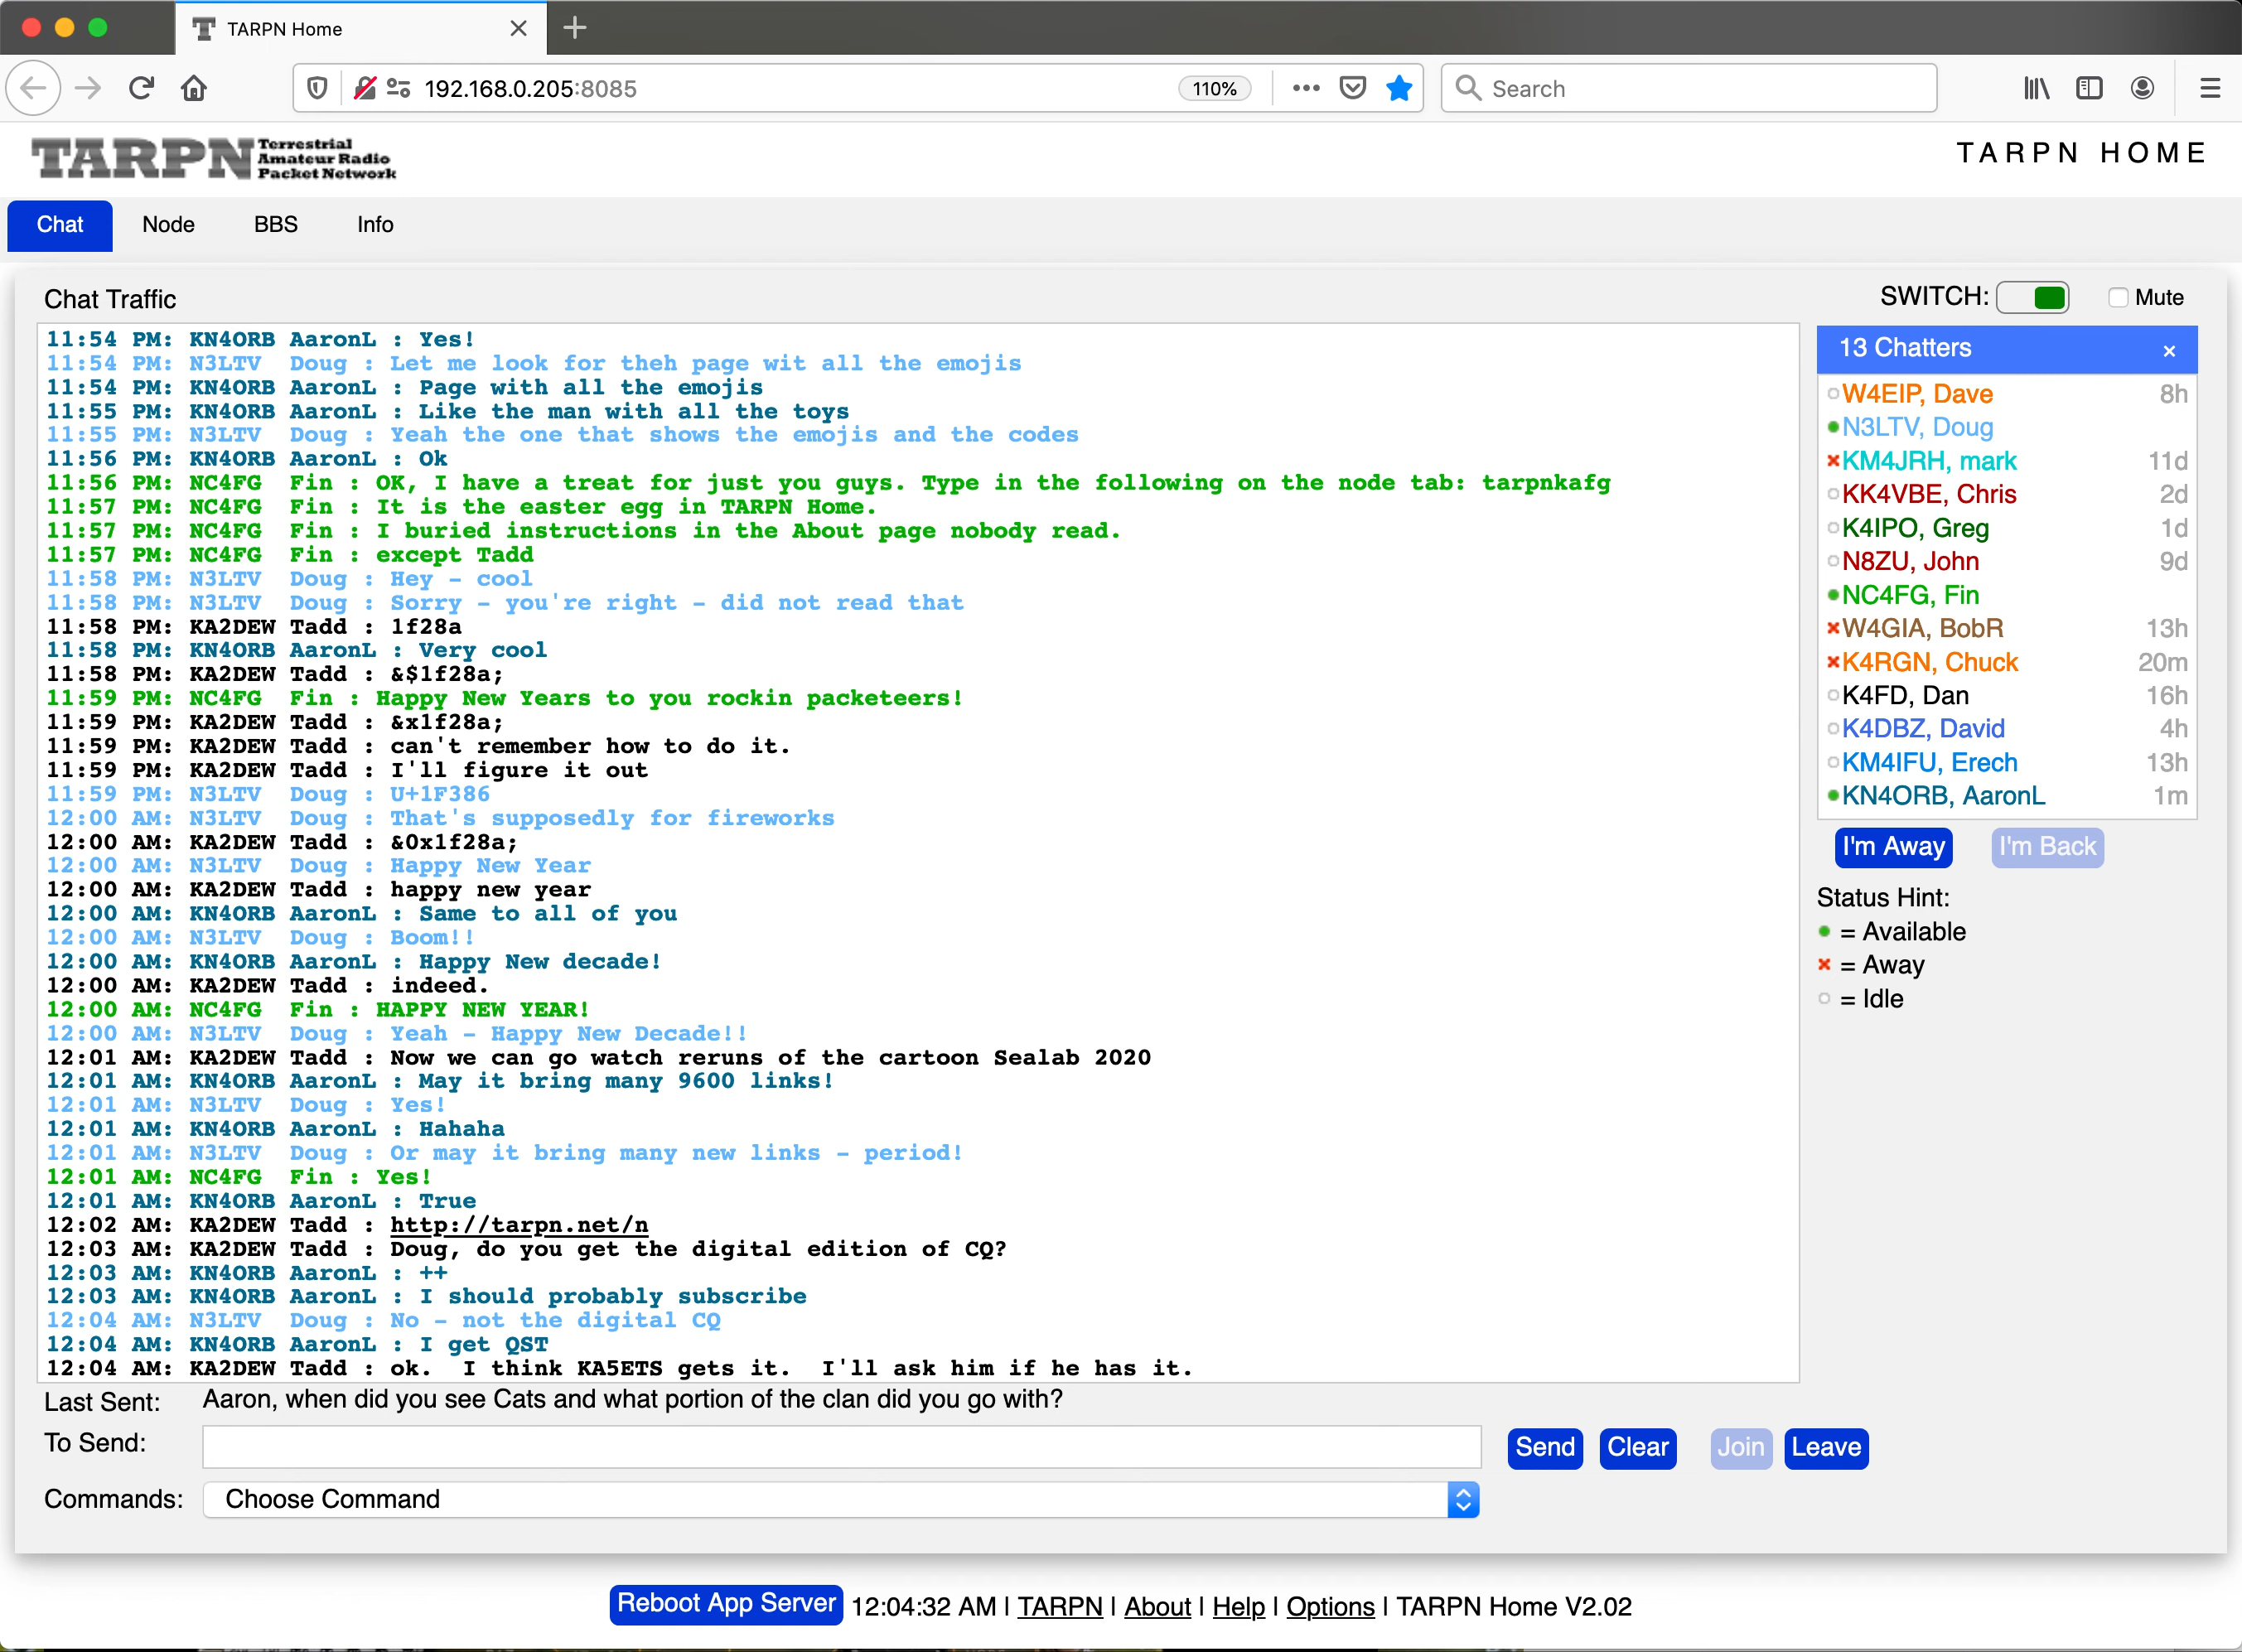 TARPN Home
192.168.0.205:8085
110%
Search
TARPN Terrestrial
Amateur Radio
Packet Network
TARPN HOME
Chat Node BBS Info
Chat Traffic
SWITCH: Mute
11:54 PM: KN4ORB AaronL : Yes!
11:54 PM: N3LTV Doug : Let me look for theh page wit all the emojis
11:54 PM: KN4ORB AaronL : Page with all the emojis
11:55 PM: KN4ORB AaronL : Like the man with all the toys
11:55 PM: N3LTV Doug : Yeah the one that shows the emojis and the codes
11:56 PM: KN4ORB AaronL : Ok
11:56 PM: NC4FG Fin : OK, I have a treat for just you guys. Type in the following on the node tab: tarpnkafg
11:57 PM: NC4FG Fin : It is the easter egg in TARPN Home.
11:57 PM: NC4FG Fin : I buried instructions in the About page nobody read.
11:57 PM: NC4FG Fin : except Tadd
11:58 PM: N3LTV Doug : Hey - cool
11:58 PM: N3LTV Doug : Sorry - you're right - did not read that
11:58 PM: KA2DEW Tadd : 1f28a
11:58 PM: KN4ORB AaronL : Very cool
11:58 PM: KA2DEW Tadd : &$1f28a;
11:59 PM: NC4FG Fin : Happy New Years to you rockin packeteers!
11:59 PM: KA2DEW Tadd : &x1f28a;
11:59 PM: KA2DEW Tadd : can't remember how to do it.
11:59 PM: KA2DEW Tadd : I'll figure it out
11:59 PM: N3LTV Doug : U+1F386
12:00 AM: N3LTV Doug : That's supposedly for fireworks
12:00 AM: KA2DEW Tadd : &0x1f28a;
12:00 AM: N3LTV Doug : Happy New Year
12:00 AM: KA2DEW Tadd : happy new year
12:00 AM: KN4ORB AaronL : Same to all of you
12:00 AM: N3LTV Doug : Boom!!
12:00 AM: KN4ORB AaronL : Happy New decade!
12:00 AM: KA2DEW Tadd : indeed.
12:00 AM: NC4FG Fin : HAPPY NEW YEAR!
12:00 AM: N3LTV Doug : Yeah - Happy New Decade!!
12:01 AM: KA2DEW Tadd : Now we can go watch reruns of the cartoon Sealab 2020
12:01 AM: KN4ORB AaronL : May it bring many 9600 links!
12:01 AM: N3LTV Doug : Yes!
12:01 AM: KN4ORB AaronL : Hahaha
12:01 AM: N3LTV Doug : Or may it bring many new links - period!
12:01 AM: NC4FG Fin : Yes!
12:01 AM: KN4ORB AaronL : True
12:02 AM: KA2DEW Tadd : http://tarpn.net/n
12:03 AM: KA2DEW Tadd : Doug, do you get the digital edition of CQ?
12:03 AM: KN4ORB AaronL : ++
12:03 AM: KN4ORB AaronL : I should probably subscribe
12:04 AM: N3LTV Doug : No - not the digital CQ
12:04 AM: KN4ORB AaronL : I get QST
12:04 AM: KA2DEW Tadd : ok. I think KA5ETS gets it. I'll ask him if he has it.
13 Chatters ×
W4EIP, Dave 8h
N3LTV, Doug
KM4JRH, mark 11d
KK4VBE, Chris 2d
K4IPO, Greg 1d
N8ZU, John 9d
NC4FG, Fin
W4GIA, BobR 13h
K4RGN, Chuck 20m
K4FD, Dan 16h
K4DBZ, David 4h
KM4IFU, Erech 13h
KN4ORB, AaronL 1m
I'm Away I'm Back
Status Hint:
= Available
= Away
= Idle
Last Sent: Aaron, when did you see Cats and what portion of the clan did you go with?
To Send: Send Clear Join Leave
Commands: Choose Command
Reboot App Server 12:04:32 AM | TARPN | About | Help | Options | TARPN Home V2.02